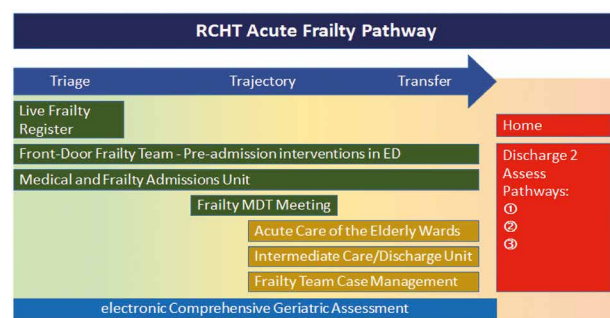 RCHT Acute Frailty Pathway
Triage
Trajectory
Transfer
Live Frailty
Register
Front-Door Frailty Team - Pre-admission interventions in ED
Medical and Frailty Admissions Unit
Frailty MDT Meeting
Acute Care of the Elderly Wards
Intermediate Care/Discharge Unit
Frailty Team Case Management
electronic Comprehensive Geriatric Assessment
Home
Discharge 2
Assess
Pathways:
①
②
③